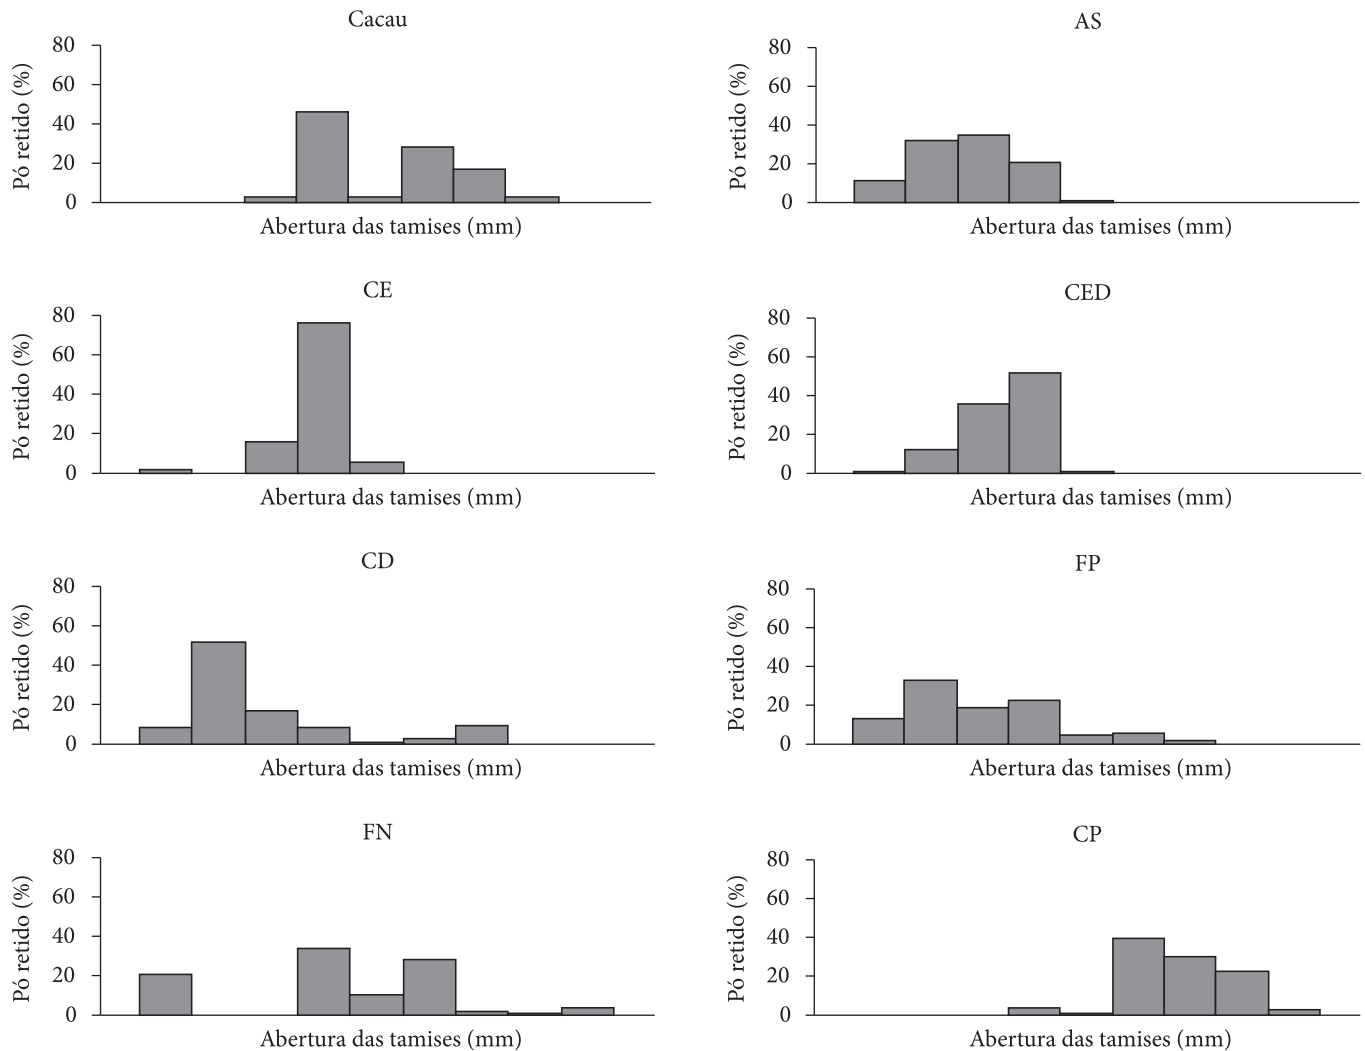 Cacau
80
60
40
20
0
Pó retido (%)
Abertura das tamises (mm)
AS
80
60
40
20
0
Pó retido (%)
Abertura das tamises (mm)
CE
80
60
40
20
0
Pó retido (%)
Abertura das tamises (mm)
CED
80
60
40
20
0
Pó retido (%)
Abertura das tamises (mm)
CD
80
60
40
20
0
Pó retido (%)
Abertura das tamises (mm)
FP
80
60
40
20
0
Pó retido (%)
Abertura das tamises (mm)
FN
80
60
40
20
0
Pó retido (%)
Abertura das tamises (mm)
CP
80
60
40
20
0
Pó retido (%)
Abertura das tamises (mm)